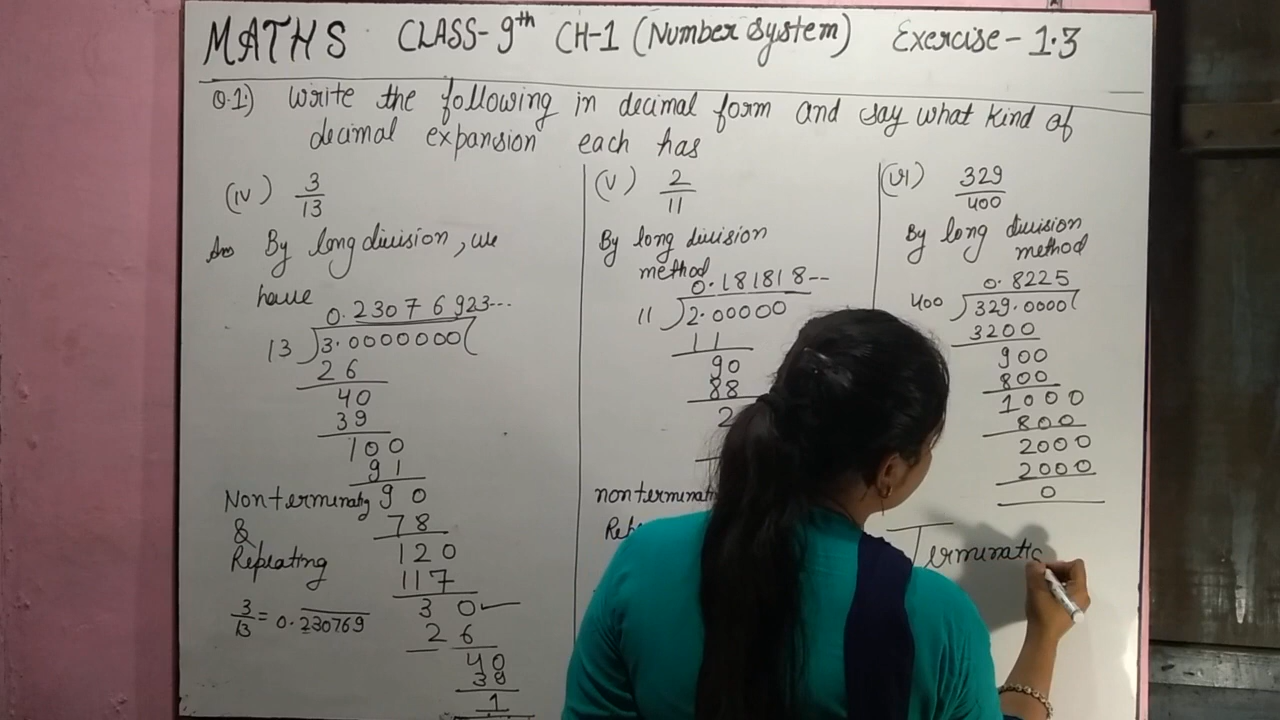 MATHS CLASS-9th CH-1 (Number System) Exercise-1.3
Q.1:) Write the following in decimal form and say what kind of
decimal expansion each has
(iv) 3/13
Ans By long division, we
have
0.23076923...
13 ) 3.0000000 (
26
40
39
100
91
90
78
120
117
30
26
40
39
1
Nonterminatig
&
Repeating
3/13 = 0.230769
(v) 2/11
By long division
method
0.181818--
11 ) 2.00000
11
90
88
2
nonterminati
(vi) 329/400
By long division
method
0.8225
400 ) 329.0000 (
3200
900
800
1000
800
2000
2000
0
Terminatic